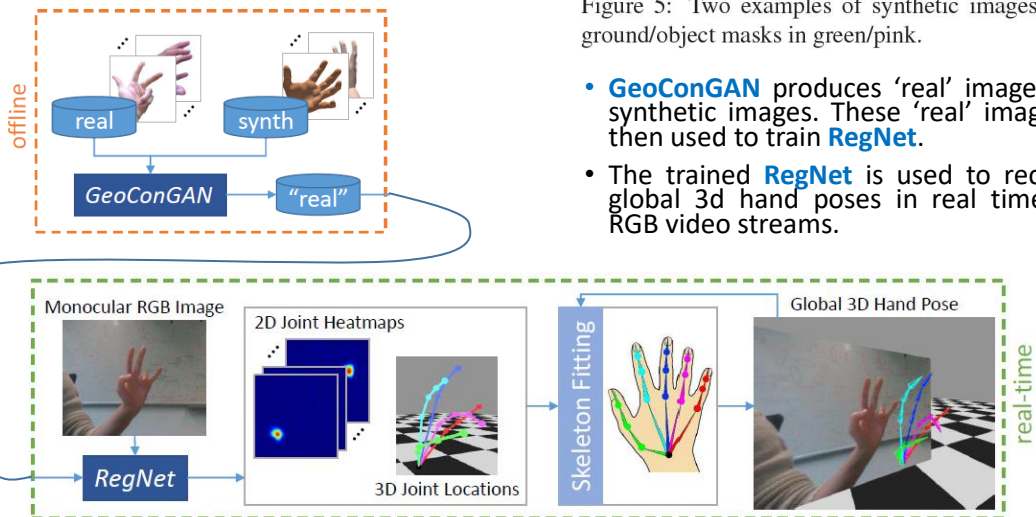 Figure 5: Two examples of synthetic images
ground/object masks in green/pink.
• GeoConGAN produces ‘real’ image
synthetic images. These ‘real’ imag
then used to train RegNet.
• The trained RegNet is used to rec
global 3d hand poses in real time
RGB video streams.
offline
real
synth
GeoConGAN
“real”
Monocular RGB Image
RegNet
2D Joint Heatmaps
3D Joint Locations
Skeleton Fitting
Global 3D Hand Pose
real-time